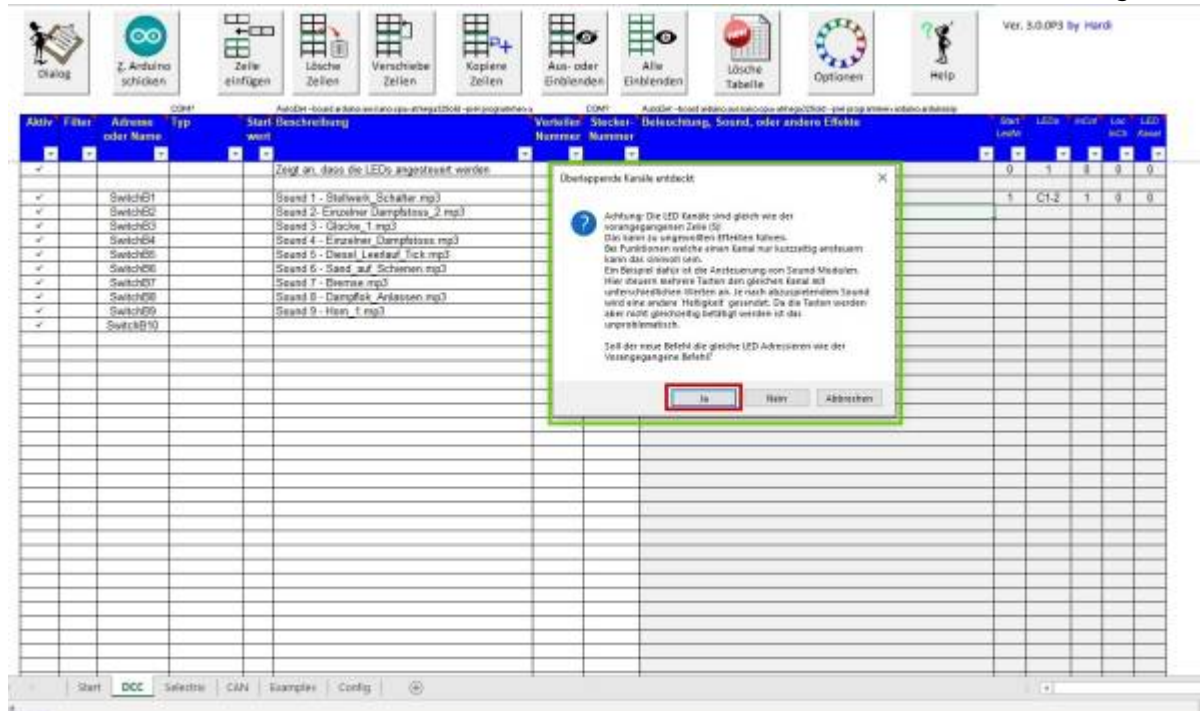 Ver. 3.0.0P3 by Hardi
Dialog
Z. Arduino schicken
Zeile einfügen
Lösche Zeilen
Verschiebe Zeilen
Kopiere Zeilen
Aus- oder Einblenden
Alle Einblenden
Lösche Tabelle
Optionen
Help
COM?
COM?
Aktiv Filter Adresse oder Name Typ Start wert Beschreibung Verteiler Nummer Stecker Nummer Beleuchtung, Sound, oder andere Effekte Start LedNr LEDs InCnt Loc InCh LED Kanal
✓ Zeigt an, dass die LEDs angesteuert werden 0 1 0 0 0
✓ SwitchB1 Sound 1 - Stellwerk_Schalter.mp3 1 C1-2 1 0 0
✓ SwitchB2 Sound 2- Einzelner Dampfstoss_2.mp3
✓ SwitchB3 Sound 3 - Glocke_1.mp3
✓ SwitchB4 Sound 4 - Einzelner_Dampfstoss.mp3
✓ SwitchB5 Sound 5 - Diesel_Leerlauf_Tick.mp3
✓ SwitchB6 Sound 6 - Sand_auf_Schienen.mp3
✓ SwitchB7 Sound 7 - Bremse.mp3
✓ SwitchB8 Sound 8 - Dampflok_Anlassen.mp3
✓ SwitchB9 Sound 9 - Horn_1.mp3
✓ SwitchB10
Überlappende Kanäle entdeckt
Achtung: Die LED Kanäle sind gleich wie der
vorangegangenen Zeile (5)
Das kann zu ungewollten Effekten führen.
Bei Funktionen welche einen Kanal nur kurzzeitig ansteuern
kann das sinnvoll sein.
Ein Beispiel dafür ist die Ansteuerung von Sound Modulen.
Hier steuern mehrere Tasten den gleichen Kanal mit
unterschiedlichen Werten an. Je nach abzuspielendem Sound
wird eine andere 'Helligkeit' gesendet. Da die Tasten werden
aber nicht gleichzeitig betätigt werden ist das
unproblematisch.
Soll der neue Befehl die gleiche LED Adressieren wie der
Vorangegangene Befehl?
Ja Nein Abbrechen
Start DCC Selectrix CAN Examples Config